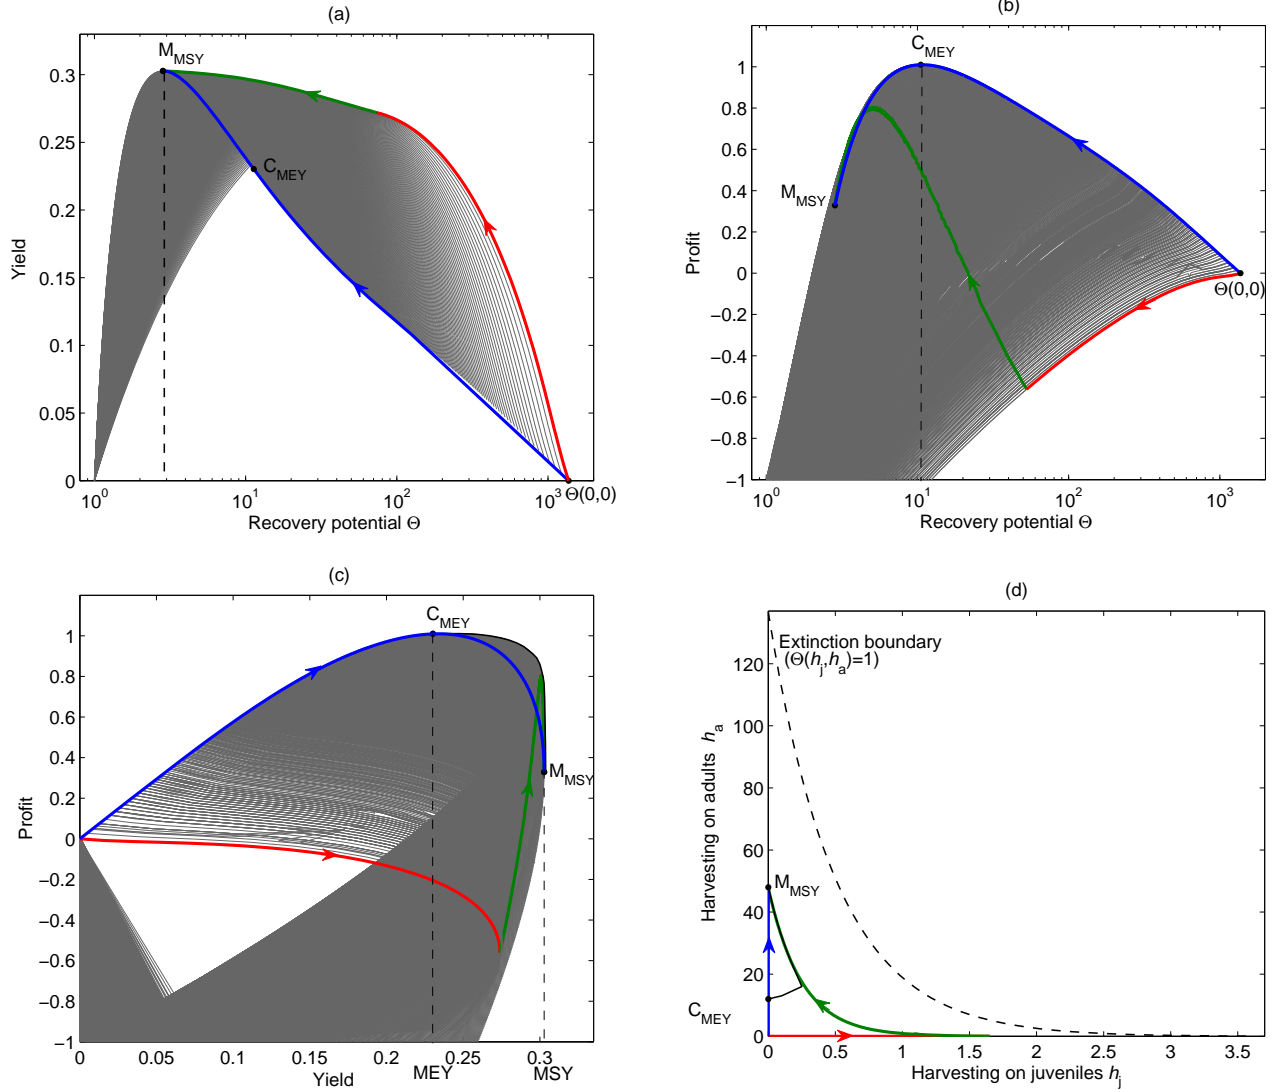 (a)
M_MSY
C_MEY
0.3
0.25
0.2
0.15
0.1
0.05
0
Yield
10^0
10^1
10^2
10^3
Θ(0,0)
Recovery potential Θ
(b)
C_MEY
M_MSY
Θ(0,0)
1
0.8
0.6
0.4
0.2
0
−0.2
−0.4
−0.6
−0.8
−1
Profit
10^0
10^1
10^2
10^3
Recovery potential Θ
(c)
C_MEY
M_MSY
1
0.8
0.6
0.4
0.2
0
−0.2
−0.4
−0.6
−0.8
−1
Profit
0
0.05
0.1
0.15
0.2
0.25
0.3
MEY
MSY
Yield
(d)
Extinction boundary
(Θ(h_j,h_a)=1)
M_MSY
C_MEY
120
100
80
60
40
20
0
Harvesting on adults h_a
0
0.5
1
1.5
2
2.5
3
3.5
Harvesting on juveniles h_j